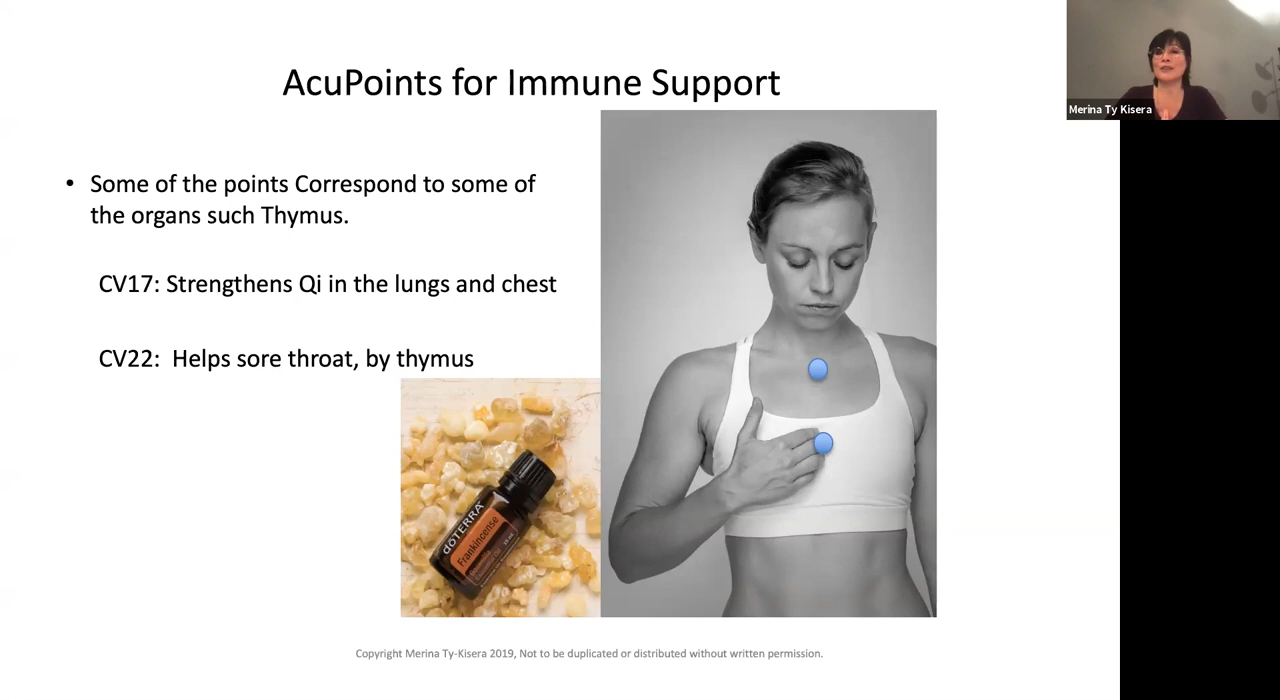 AcuPoints for Immune Support
Merina Ty Kisera
• Some of the points Correspond to some of
the organs such Thymus.
CV17: Strengthens Qi in the lungs and chest
CV22: Helps sore throat, by thymus
dōTERRA
Frankincense
15 mL
Copyright Merina Ty-Kisera 2019, Not to be duplicated or distributed without written permission.